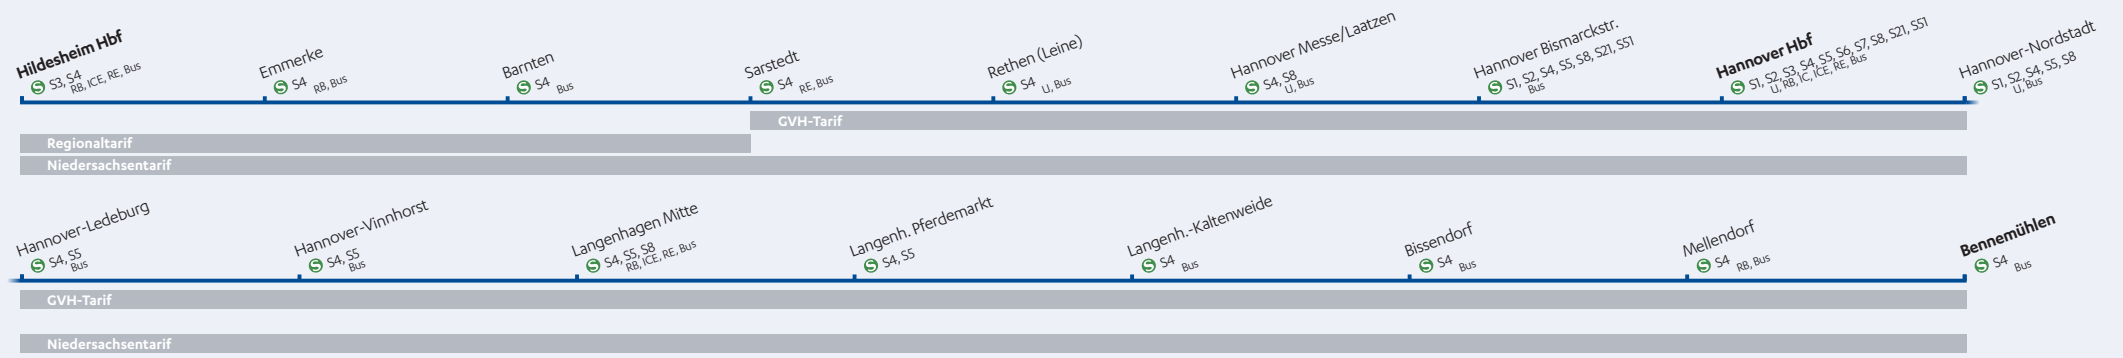 Hildesheim Hbf
S3, S4
RB, ICE, RE, Bus
Emmerke
S4
RB, Bus
Barnten
S4
Bus
Sarstedt
S4
RE, Bus
Rethen (Leine)
S4
U, Bus
Hannover Messe/Laatzen
S4, S8
U, Bus
Hannover Bismarckstr.
S1, S2, S4, S5, S8, S21, S51
Bus
Hannover Hbf
S1, S2, S3, S4, S5, S6, S7, S8, S21, S51
U, RB, IC, ICE, RE, Bus
Hannover-Nordstadt
S1, S2, S4, S5, S8
U, Bus
GVH-Tarif
Regionaltarif
Niedersachsentarif
Hannover-Ledeburg
S4, S5
Bus
Hannover-Vinnhorst
S4, S5
Bus
Langenhagen Mitte
S4, S5, S8
RB, ICE, RE, Bus
Langenh. Pferdemarkt
S4, S5
Langenh.-Kaltenweide
S4
Bus
Bissendorf
S4
Bus
Mellendorf
S4
RB, Bus
Bennemühlen
S4
Bus
GVH-Tarif
Niedersachsentarif